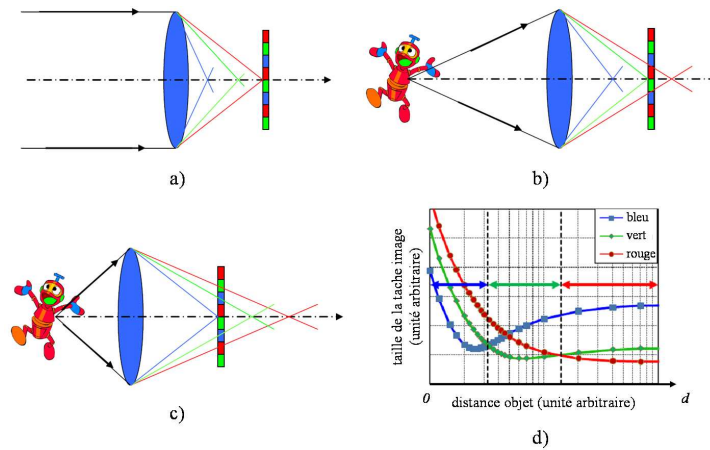 a)
b)
c)
taille de la tache image
(unité arbitraire)
bleu
vert
rouge
0
distance objet (unité arbitraire)
d
d)